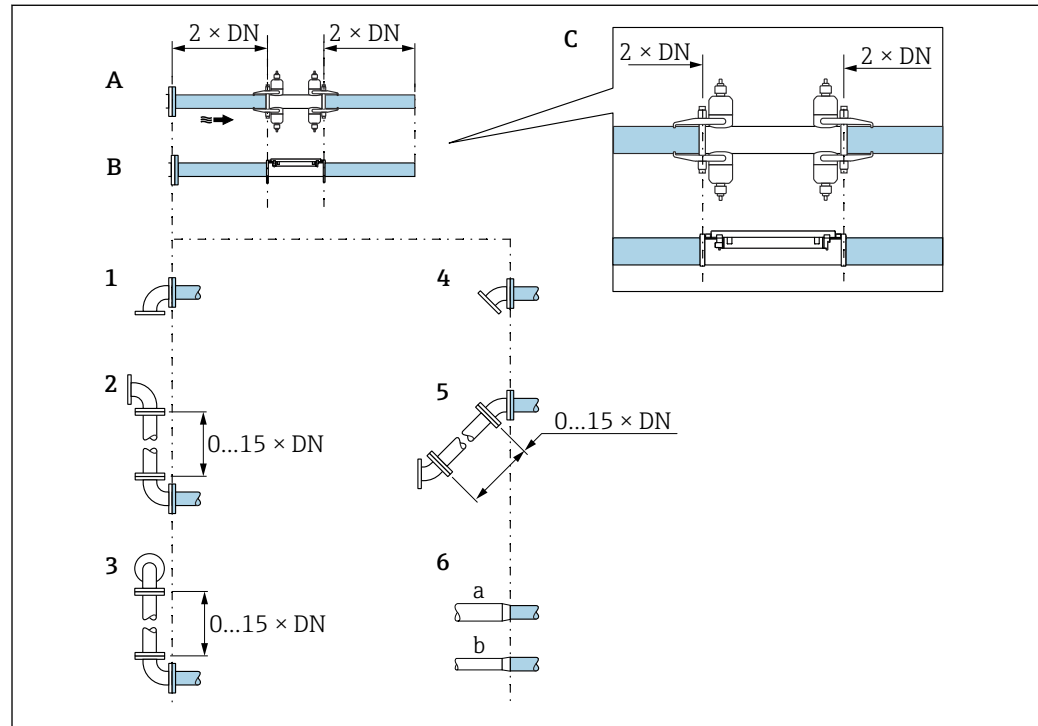 2 × DN 2 × DN
A
B
C
2 × DN 2 × DN
1
4
2
0...15 × DN
5
0...15 × DN
3
0...15 × DN
6
a
b